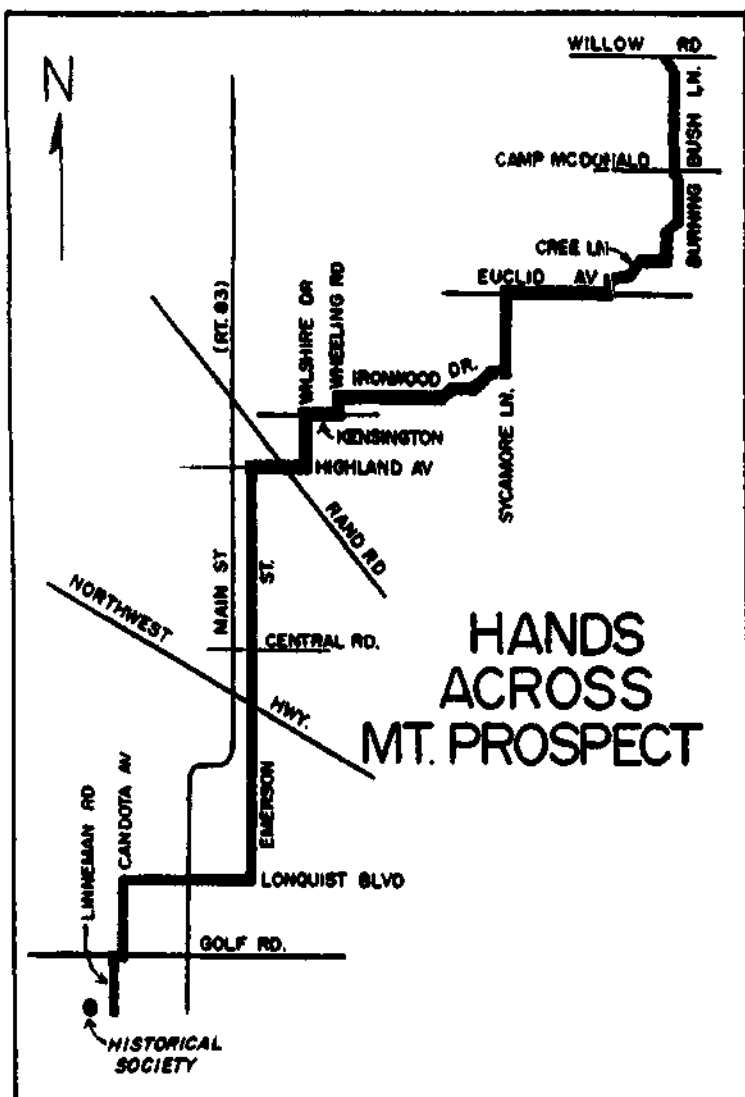 WILLOW RD
N
BURNING BUSH LN.
CAMP MCDONALD
CREE LN
EUCLID AV
(RT. 83)
WILSHIRE DR
WHEELING RD
IRONWOOD DR.
KENSINGTON
SYCAMORE LN.
HIGHLAND AV
RAND RD
MAIN ST
EMERSON ST.
NORTHWEST HWY.
CENTRAL RD.
HANDS
ACROSS
MT. PROSPECT
LINNEMAN RD
CANDOTA AV
LONQUIST BLVD
GOLF RD.
HISTORICAL
SOCIETY